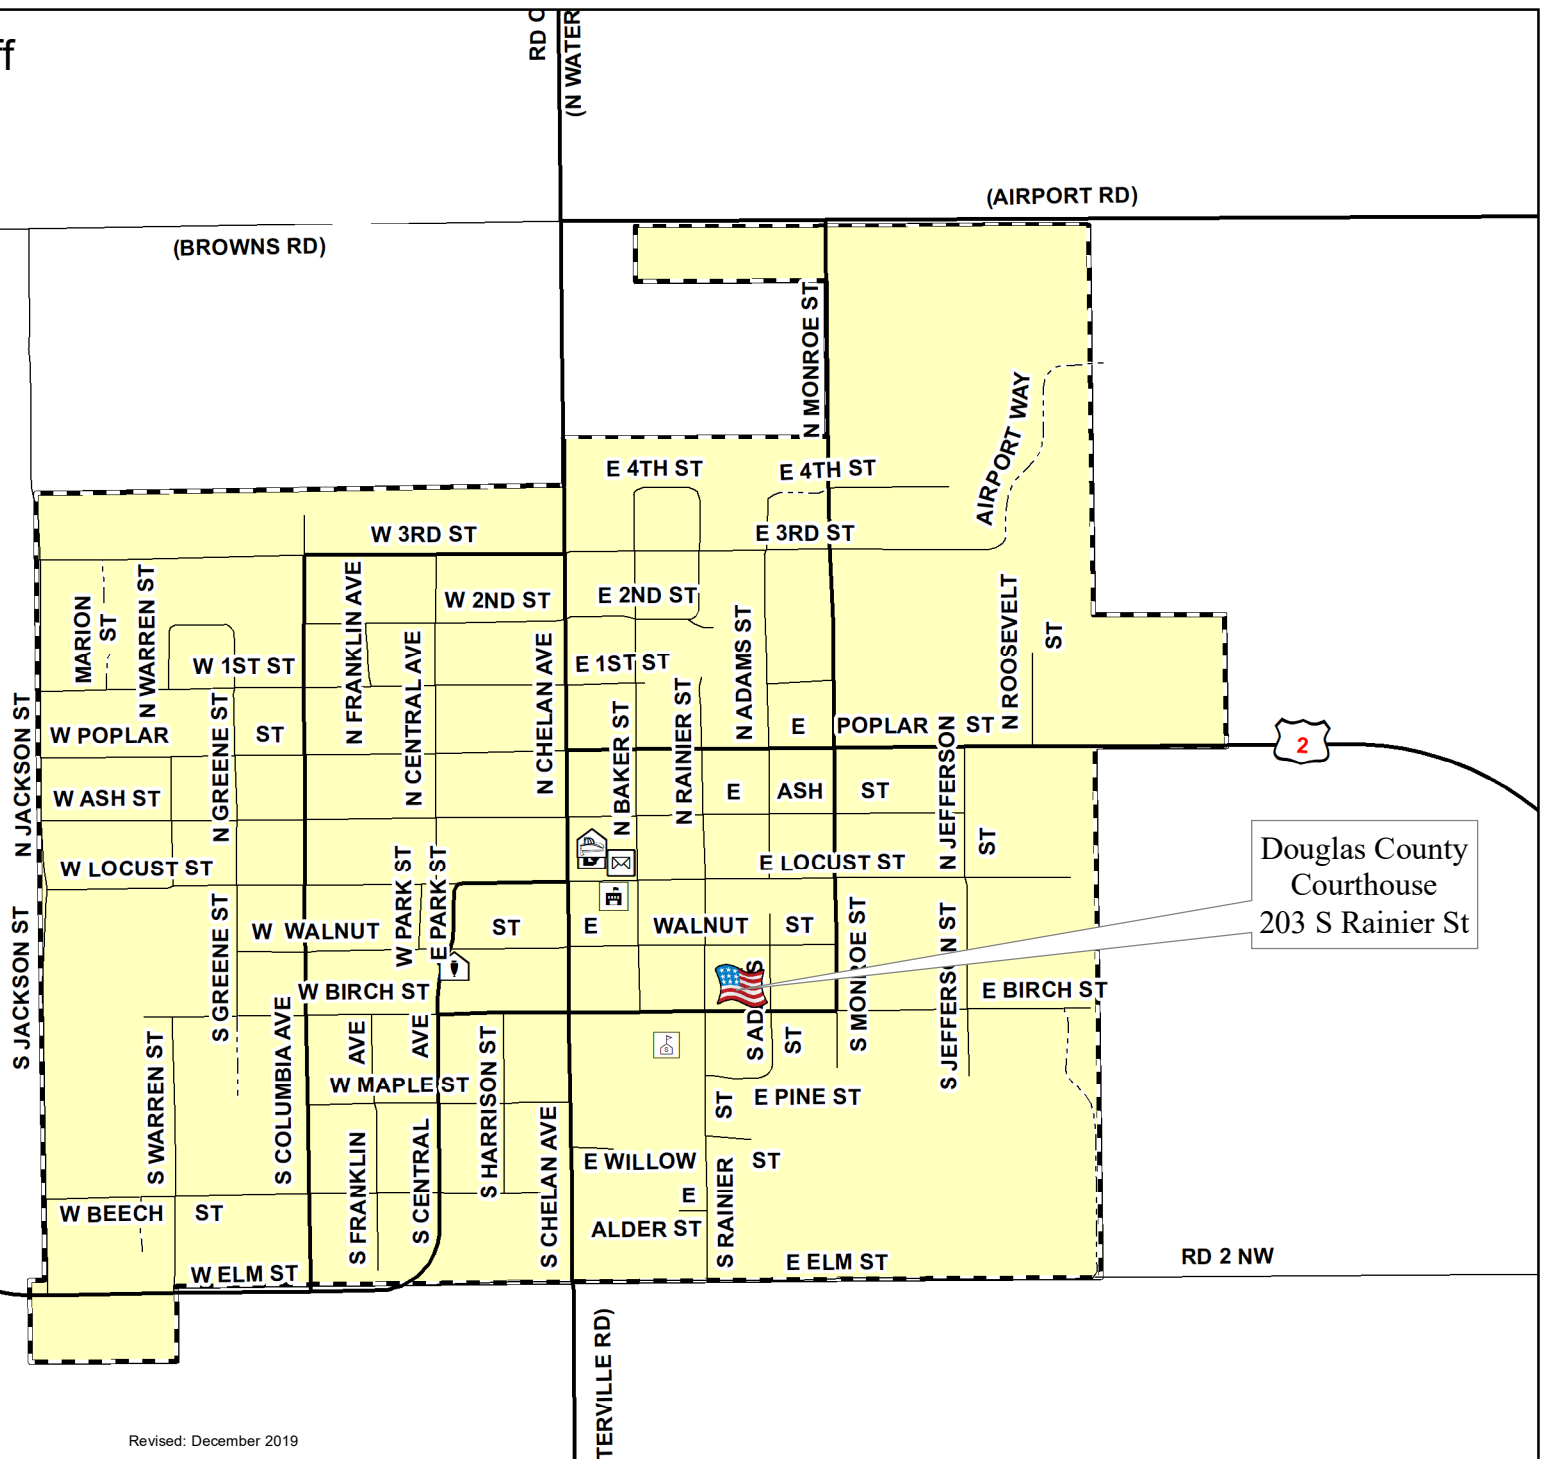 ff
RD C
(N WATER
(AIRPORT RD)
(BROWNS RD)
N MONROE ST
AIRPORT WAY
E 4TH ST
E 4TH ST
W 3RD ST
E 3RD ST
MARION
ST
N WARREN ST
N FRANKLIN AVE
W 2ND ST
E 2ND ST
N ROOSEVELT
ST
W 1ST ST
N CENTRAL AVE
N CHELAN AVE
E 1ST ST
N ADAMS ST
N JACKSON ST
W POPLAR
ST
N GREENE ST
N BAKER ST
N RAINIER ST
E
POPLAR
ST
2
W ASH ST
E
ASH
ST
N JEFFERSON
ST
W LOCUST ST
W PARK ST
E PARK ST
E LOCUST ST
Douglas County
Courthouse
203 S Rainier St
S JACKSON ST
S GREENE ST
W WALNUT
ST
E
WALNUT
ST
S MONROE ST
S JEFFERSON ST
W BIRCH ST
E BIRCH ST
S COLUMBIA AVE
AVE
AVE
S HARRISON ST
S ADAMS
ST
S WARREN ST
W MAPLE ST
ST
E PINE ST
S FRANKLIN
S CENTRAL
S CHELAN AVE
E WILLOW
ST
S RAINIER
E
ALDER ST
W BEECH
ST
W ELM ST
E ELM ST
RD 2 NW
TERVILLE RD)
Revised: December 2019